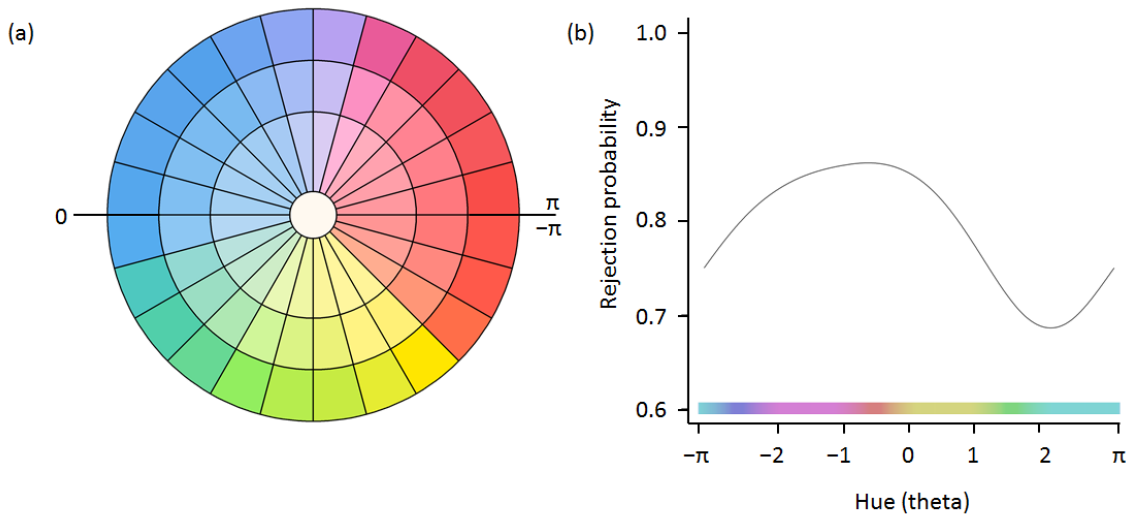 (a)
0
π
−π
(b)
Rejection probability
1.0
0.9
0.8
0.7
0.6
−π −2 −1 0 1 2 π
Hue (theta)